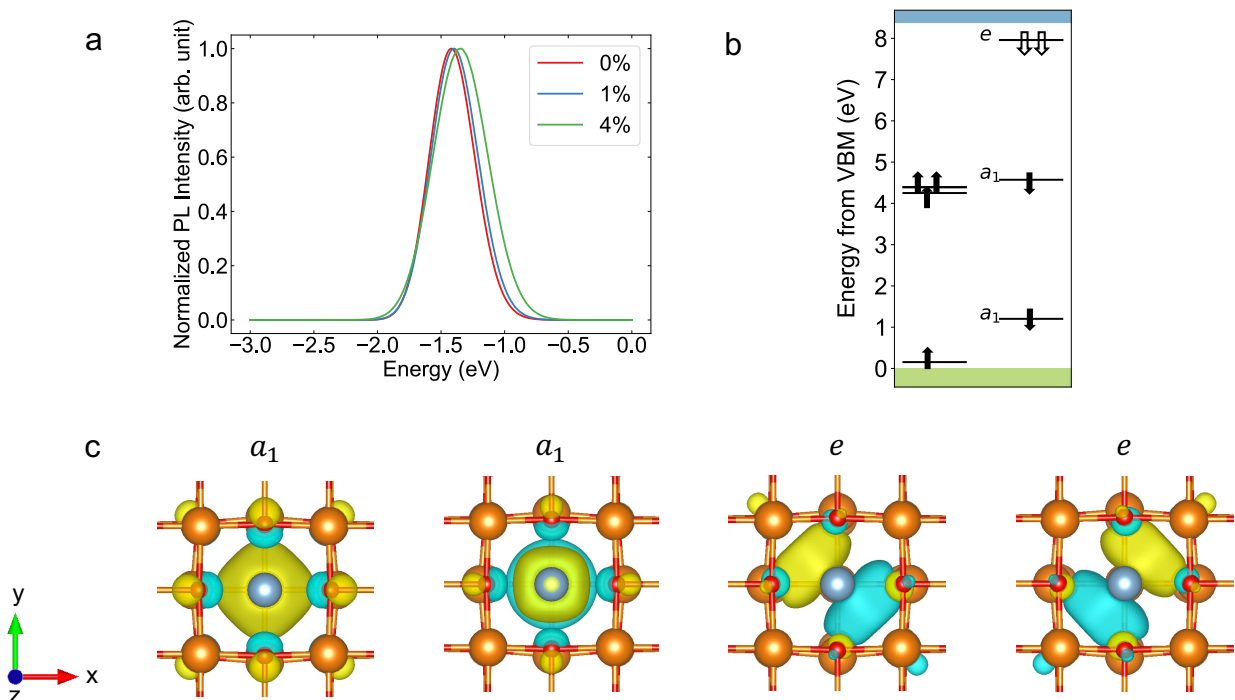 a
Normalized PL Intensity (arb. unit)
1.0
0.8
0.6
0.4
0.2
0.0
0%
1%
4%
−3.0 −2.5 −2.0 −1.5 −1.0 −0.5 0.0
Energy (eV)
b
Energy from VBM (eV)
8
7
6
5
4
3
2
1
0
e
a₁
a₁
c
a₁ a₁ e e
y
x
z